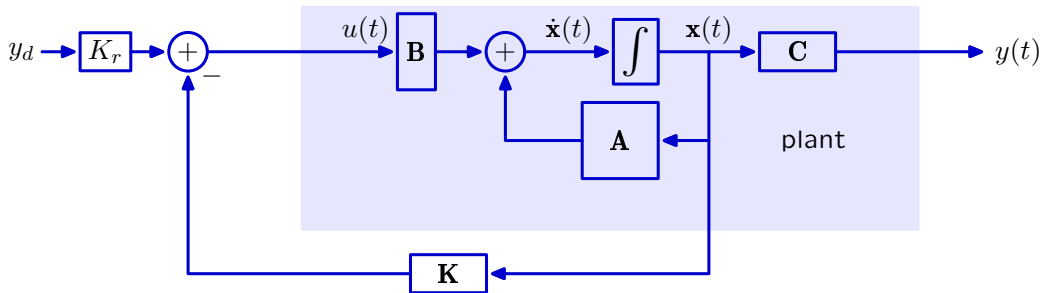 y_d K_r + − u(t) B + ẋ(t) ∫ x(t) C y(t)
A plant
K